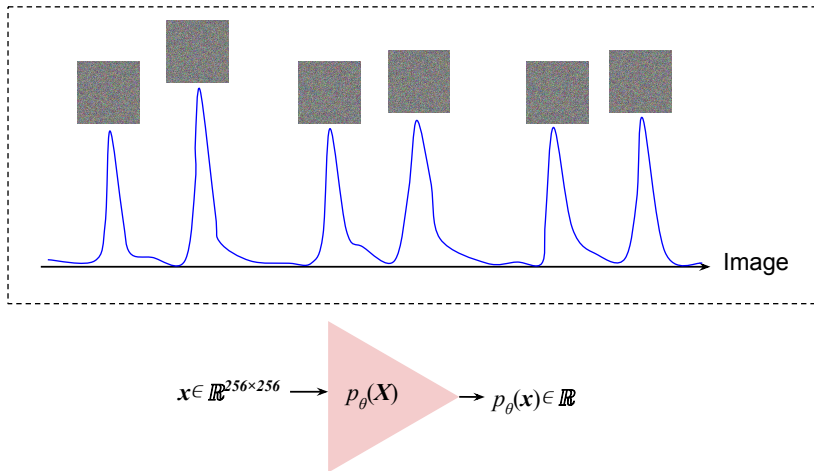 Image
x∈ ℝ^{256×256}
p_θ(X)
p_θ(x)∈ ℝ